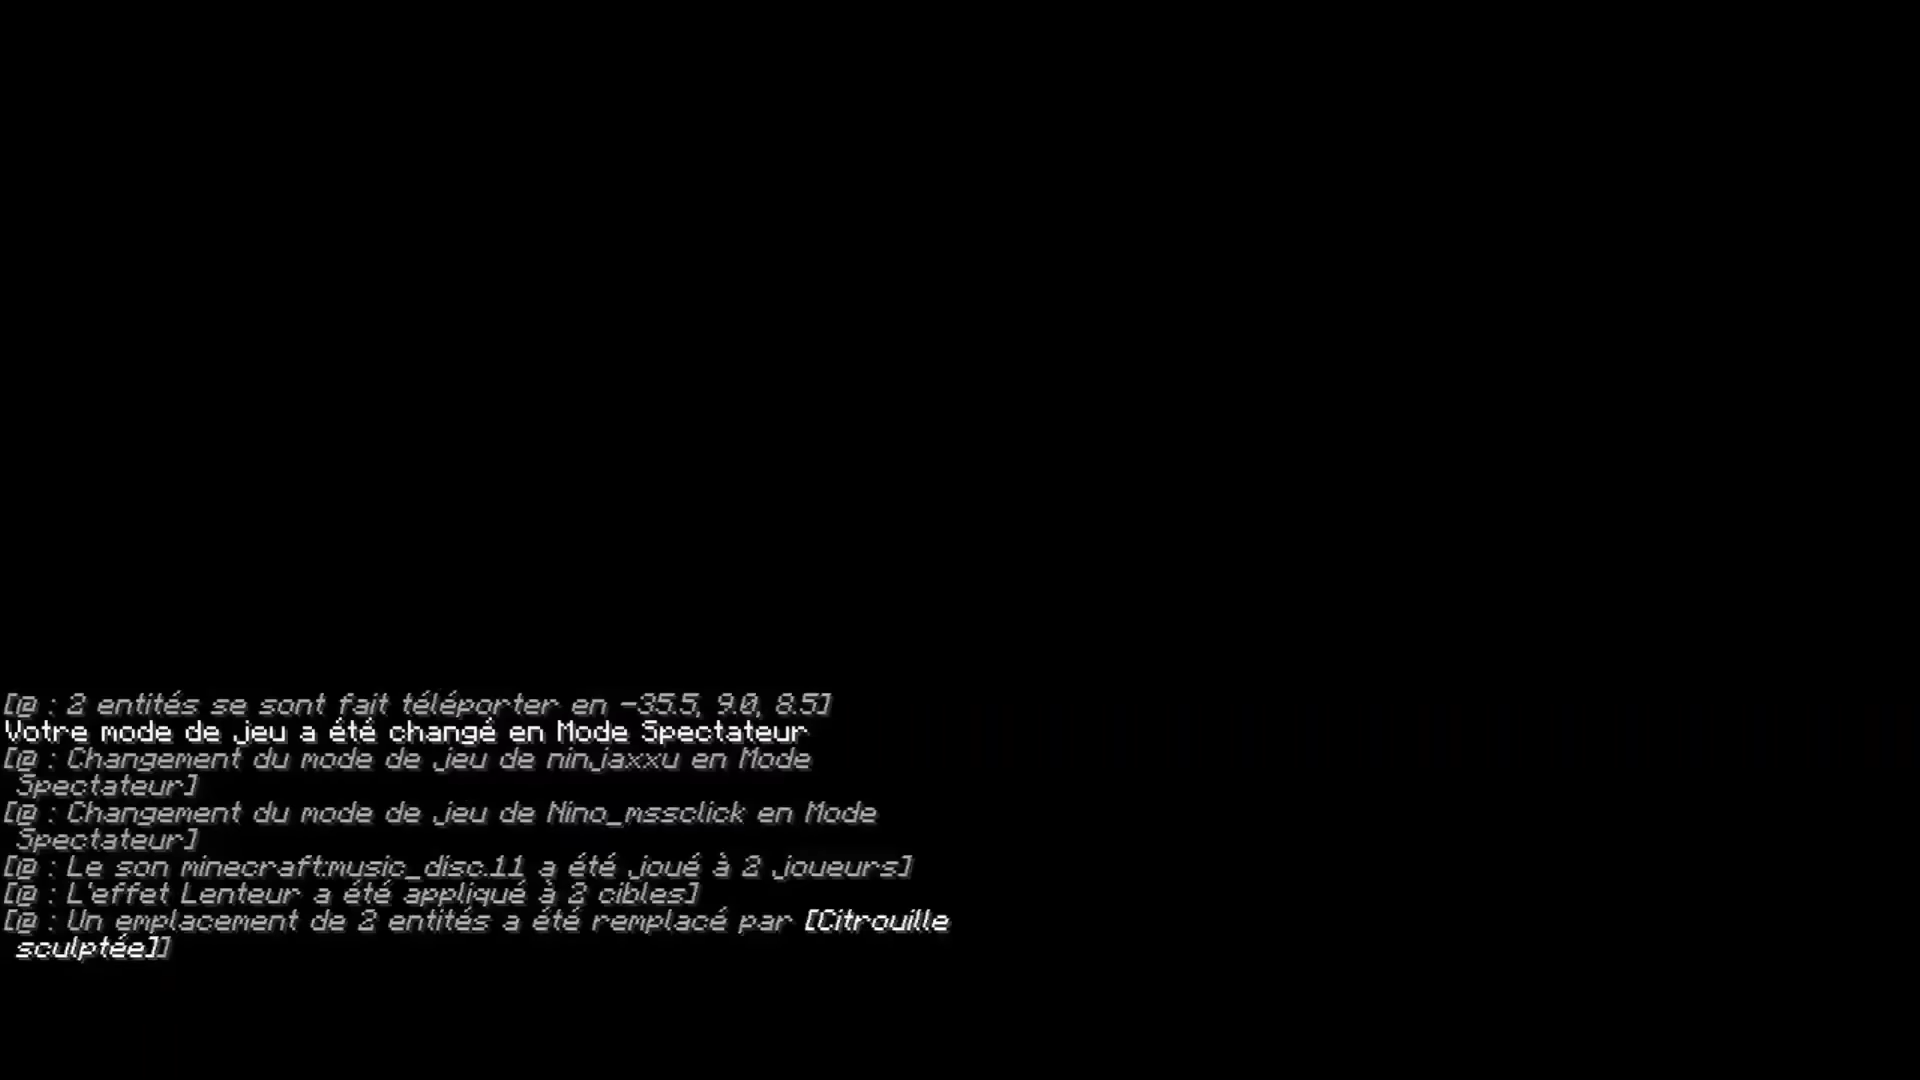 [@ : 2 entités se sont fait téléporter en -35.5, 9.0, 8.5]
Votre mode de jeu a été changé en Mode Spectateur
[@ : Changement du mode de jeu de ninjaxxu en Mode
Spectateur]
[@ : Changement du mode de jeu de Nino_mssclick en Mode
Spectateur]
[@ : Le son minecraft:music_disc.11 a été joué à 2 joueurs]
[@ : L'effet Lenteur a été appliqué à 2 cibles]
[@ : Un emplacement de 2 entités a été remplacé par [Citrouille
sculptée]]